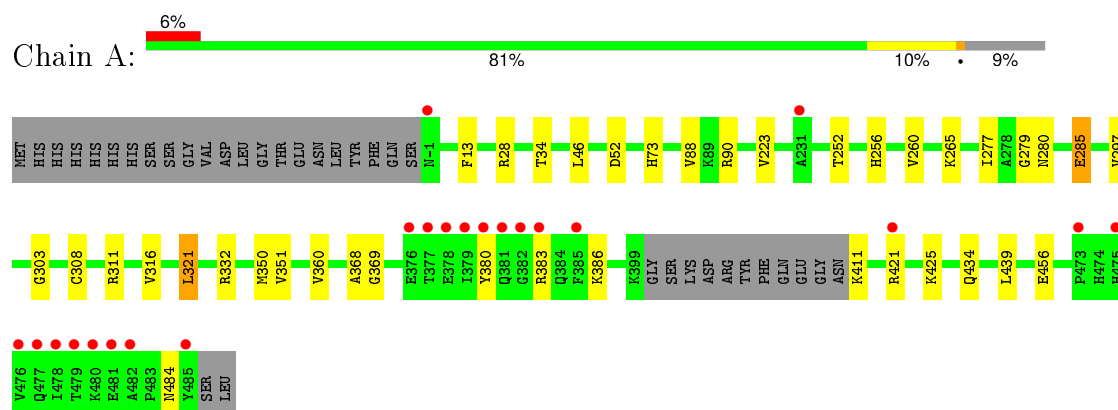 6%
Chain A:
81% 10% • 9%
MET HIS HIS HIS HIS HIS HIS SER SER GLY VAL ASP LEU GLY THR GLU ASN LEU TYR PHE GLN SER N-1 F13 R28 T34 L46 D52 H73 V88 K89 R90 V223 A231 T252 H256 V260 K265 I277 A278 G279 N280 E285
G303 C308 R311 V316 L321 R332 M350 V351 V360 A368 G369 E376 T377 E378 I379 Y380 Q381 G382 R383 Q384 F385 K386 K399 GLY SER LYS ASP ARG TYR PHE GLN GLU GLY ASN K411 R421 K425 Q434 L439 E456 P473 H474
V476 Q477 I478 T479 K480 E481 A482 P483 N484 Y485 SER LEU